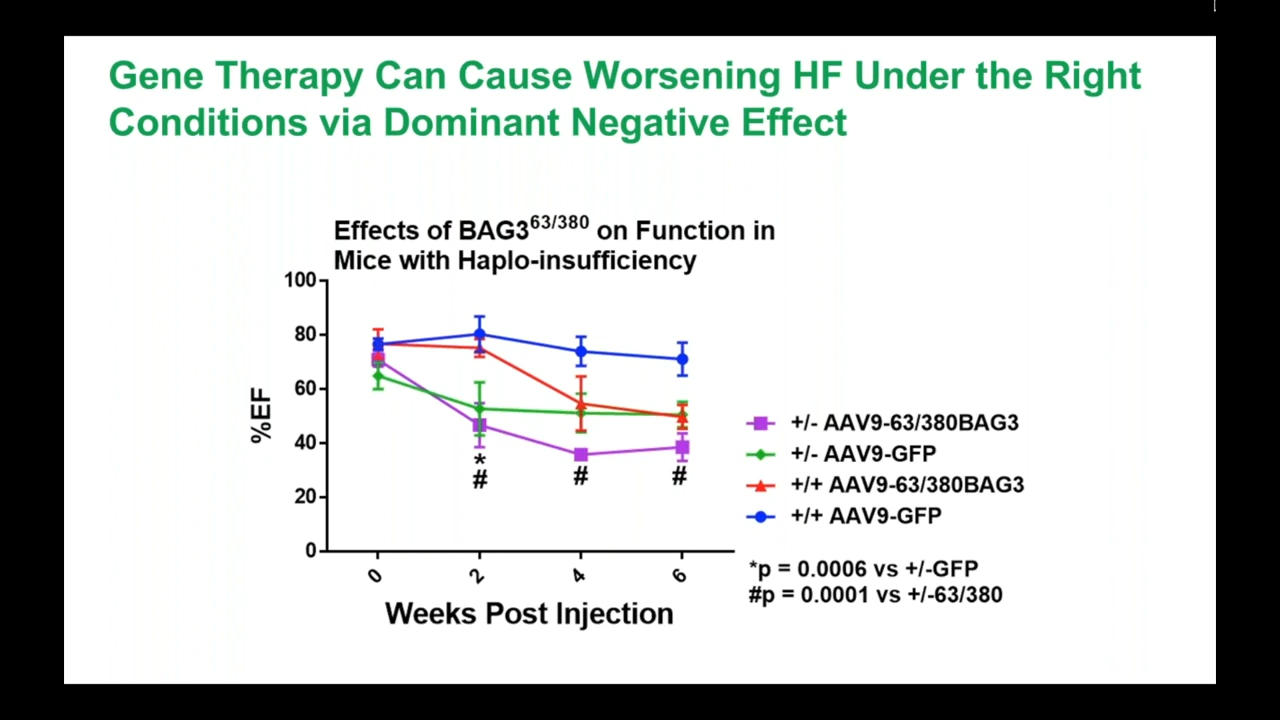 Gene Therapy Can Cause Worsening HF Under the Right
Conditions via Dominant Negative Effect
Effects of BAG3^63/380 on Function in
Mice with Haplo-insufficiency
100
80
60
40
20
0
%EF
*
#
#
#
0
2
4
6
Weeks Post Injection
+/- AAV9-63/380BAG3
+/- AAV9-GFP
+/+ AAV9-63/380BAG3
+/+ AAV9-GFP
*p = 0.0006 vs +/-GFP
#p = 0.0001 vs +/-63/380